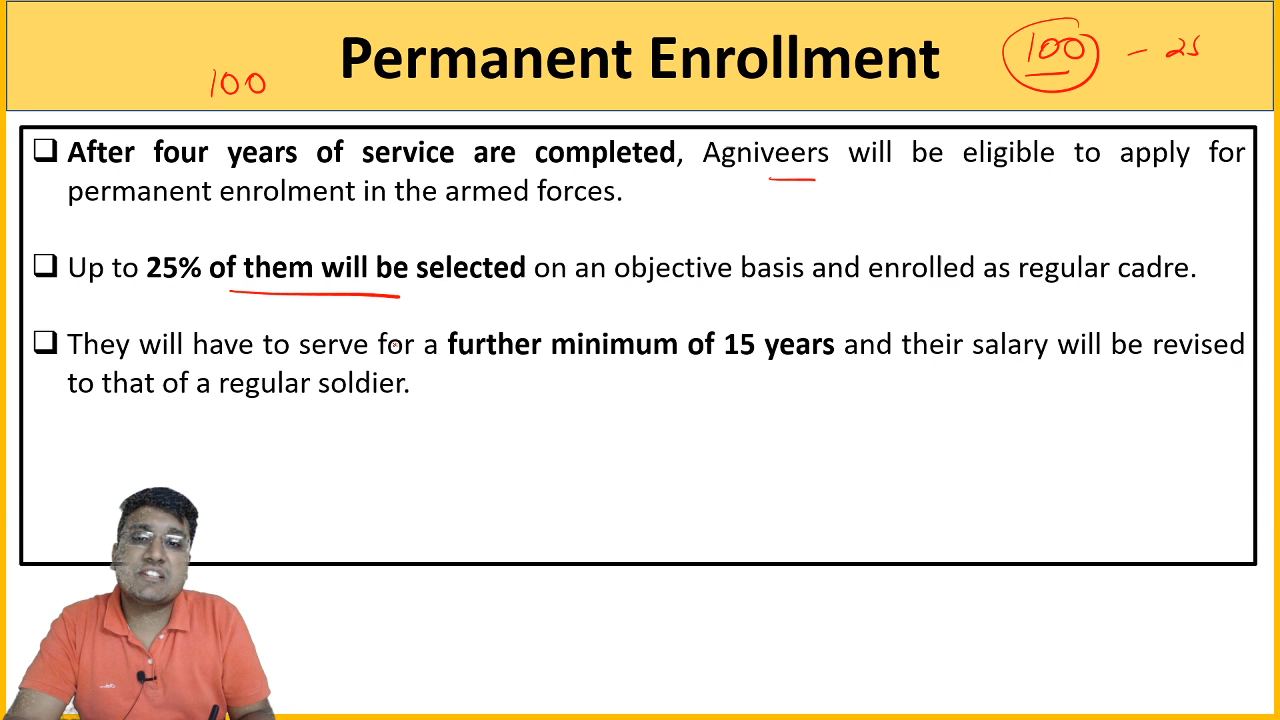 Permanent Enrollment
100
100 - 25
❑ After four years of service are completed, Agniveers will be eligible to apply for
permanent enrolment in the armed forces.
❑ Up to 25% of them will be selected on an objective basis and enrolled as regular cadre.
❑ They will have to serve for a further minimum of 15 years and their salary will be revised
to that of a regular soldier.